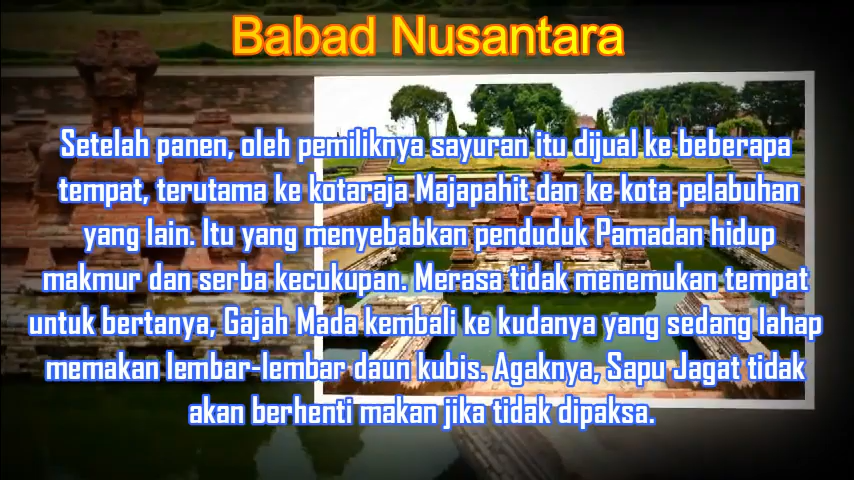 Babad Nusantara
Setelah panen, oleh pemiliknya sayuran itu dijual ke beberapa
tempat, terutama ke kotaraja Majapahit dan ke kota pelabuhan
yang lain. Itu yang menyebabkan penduduk Pamadan hidup
makmur dan serba kecukupan. Merasa tidak menemukan tempat
untuk bertanya, Gajah Mada kembali ke kudanya yang sedang lahap
memakan lembar-lembar daun kubis. Agaknya, Sapu Jagat tidak
akan berhenti makan jika tidak dipaksa.